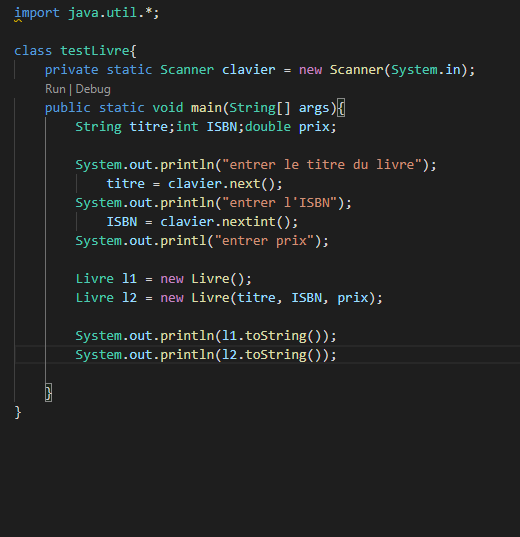 import java.util.*;
class testLivre{
private static Scanner clavier = new Scanner(System.in);
Run | Debug
public static void main(String[] args){
String titre;int ISBN;double prix;
System.out.println("entrer le titre du livre");
titre = clavier.next();
System.out.println("entrer l'ISBN");
ISBN = clavier.nextint();
System.out.printl("entrer prix");
Livre l1 = new Livre();
Livre l2 = new Livre(titre, ISBN, prix);
System.out.println(l1.toString());
System.out.println(l2.toString());
}
}